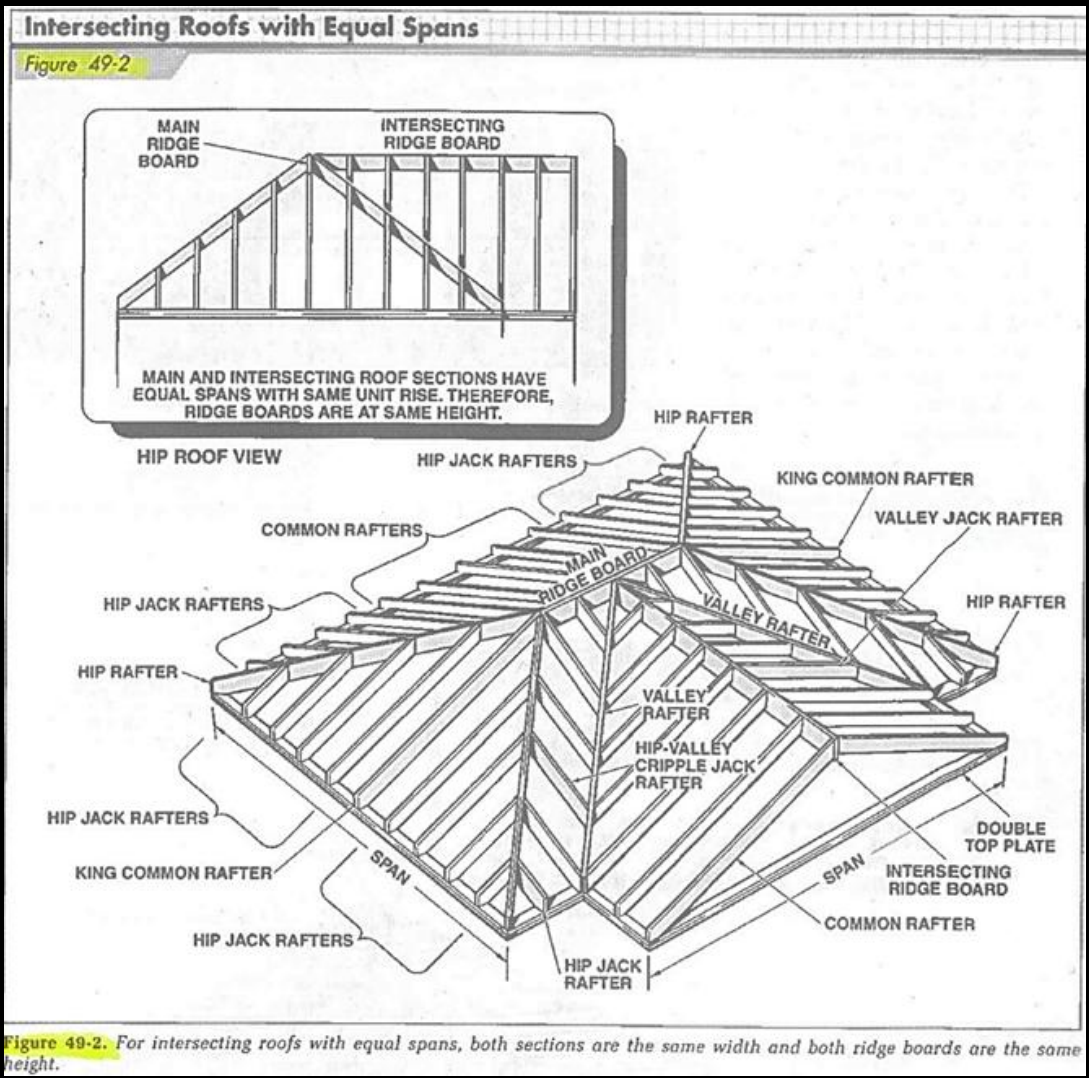 Intersecting Roofs with Equal Spans
Figure 49-2
MAIN
RIDGE
BOARD
INTERSECTING
RIDGE BOARD
MAIN AND INTERSECTING ROOF SECTIONS HAVE
EQUAL SPANS WITH SAME UNIT RISE. THEREFORE,
RIDGE BOARDS ARE AT SAME HEIGHT.
HIP ROOF VIEW
HIP RAFTER
HIP JACK RAFTERS
KING COMMON RAFTER
VALLEY JACK RAFTER
COMMON RAFTERS
MAIN
RIDGE BOARD
HIP JACK RAFTERS
VALLEY RAFTER
HIP RAFTER
HIP RAFTER
VALLEY
RAFTER
HIP-VALLEY
CRIPPLE JACK
RAFTER
HIP JACK RAFTERS
DOUBLE
TOP PLATE
KING COMMON RAFTER
SPAN
SPAN
INTERSECTING
RIDGE BOARD
COMMON RAFTER
HIP JACK RAFTERS
HIP JACK
RAFTER
Figure 49-2. For intersecting roofs with equal spans, both sections are the same width and both ridge boards are the same
height.